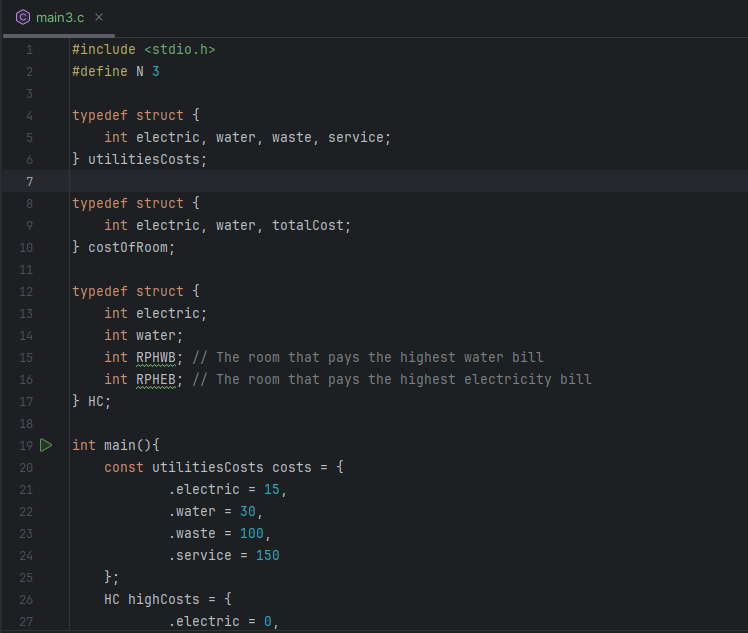 main3.c ×
1 #include <stdio.h>
2 #define N 3
3
4 typedef struct {
5     int electric, water, waste, service;
6 } utilitiesCosts;
7
8 typedef struct {
9     int electric, water, totalCost;
10 } costOfRoom;
11
12 typedef struct {
13     int electric;
14     int water;
15     int RPHWB; // The room that pays the highest water bill
16     int RPHEB; // The room that pays the highest electricity bill
17 } HC;
18
19 int main(){
20     const utilitiesCosts costs = {
21             .electric = 15,
22             .water = 30,
23             .waste = 100,
24             .service = 150
25     };
26     HC highCosts = {
27             .electric = 0,